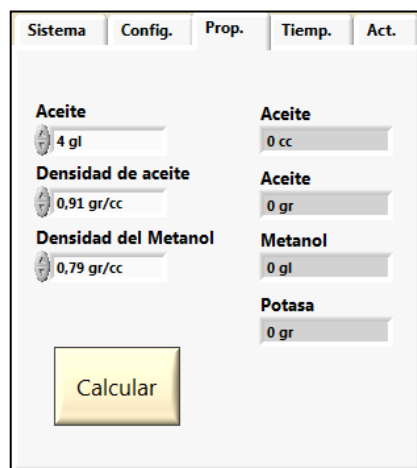 Sistema Config. Prop. Tiemp. Act.
Aceite
4 gl
Densidad de aceite
0,91 gr/cc
Densidad del Metanol
0,79 gr/cc
Aceite
0 cc
Aceite
0 gr
Metanol
0 gl
Potasa
0 gr
Calcular